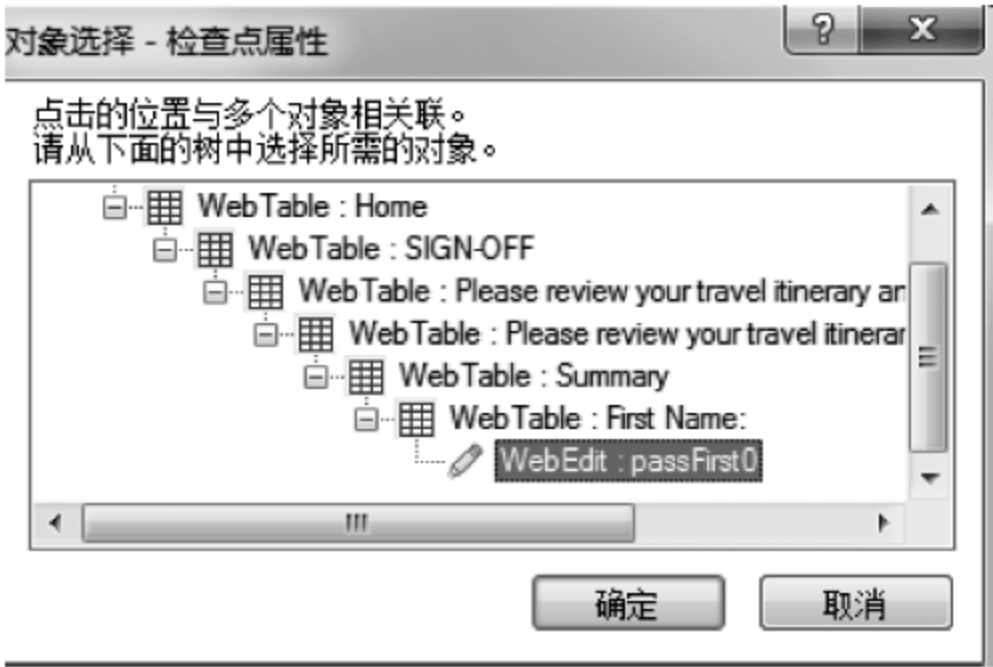 对象选择 - 检查点属性
点击的位置与多个对象相关联。
请从下面的树中选择所需的对象。
WebTable : Home
WebTable : SIGN-OFF
WebTable : Please review your travel itinerary an
WebTable : Please review your travel itinerar
WebTable : Summary
WebTable : First Name:
WebEdit : passFirst0
确定 取消